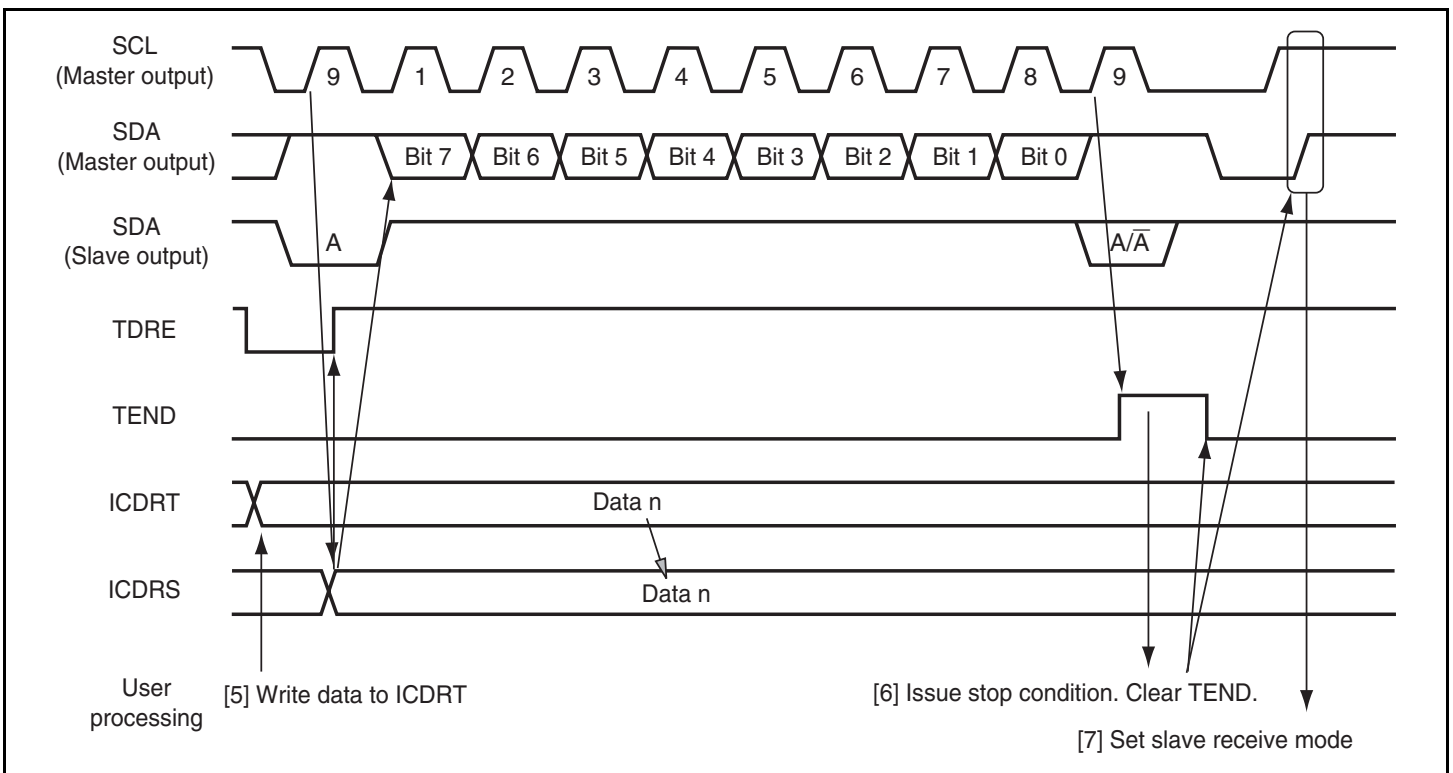 SCL
(Master output)
9 1 2 3 4 5 6 7 8 9
SDA
(Master output)
Bit 7 Bit 6 Bit 5 Bit 4 Bit 3 Bit 2 Bit 1 Bit 0
SDA
(Slave output)
A A/A̅
TDRE
TEND
ICDRT
Data n
ICDRS
Data n
User
processing
[5] Write data to ICDRT
[6] Issue stop condition. Clear TEND.
[7] Set slave receive mode